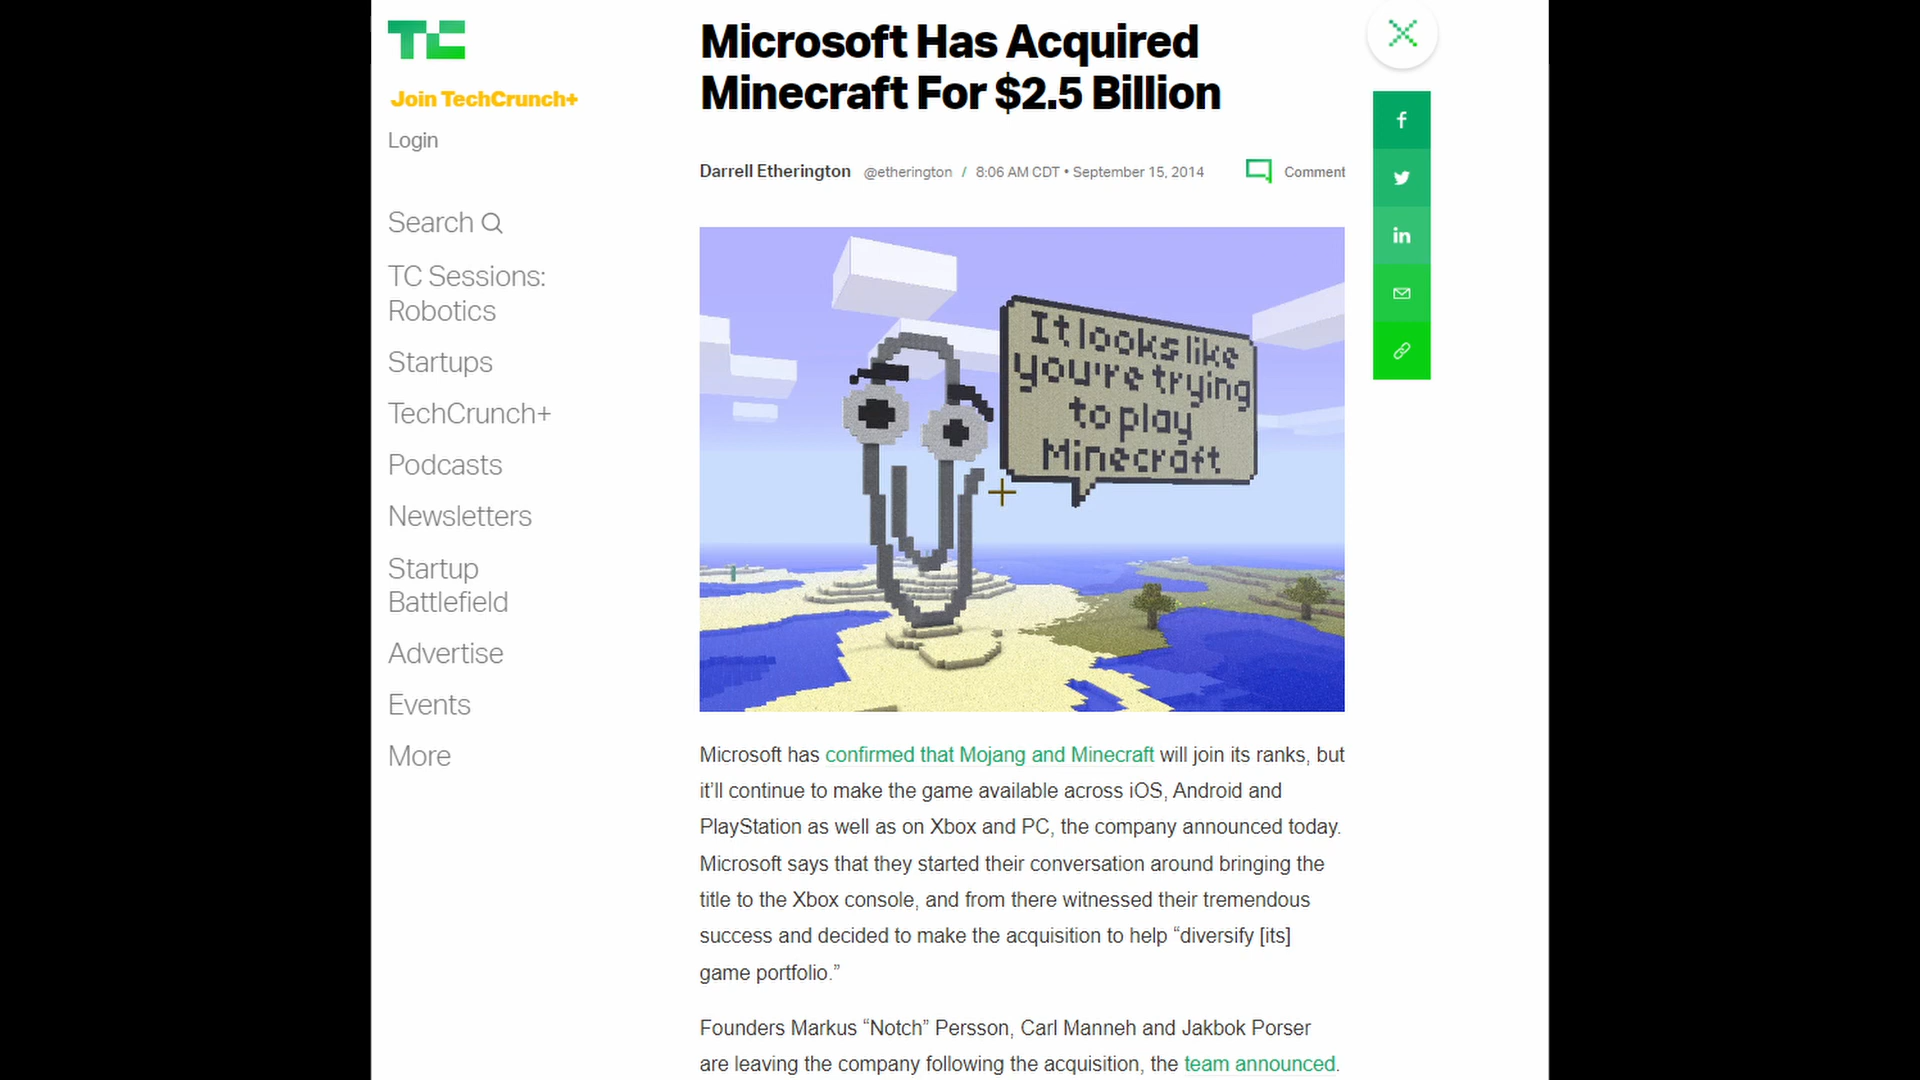 TC
Join TechCrunch+
Login
Search
TC Sessions:
Robotics
Startups
TechCrunch+
Podcasts
Newsletters
Startup
Battlefield
Advertise
Events
More
Microsoft Has Acquired
Minecraft For $2.5 Billion
Darrell Etherington @etherington / 8:06 AM CDT • September 15, 2014
Comment
f
in
It looks like
you're trying
to play
Minecraft
Microsoft has confirmed that Mojang and Minecraft will join its ranks, but
it’ll continue to make the game available across iOS, Android and
PlayStation as well as on Xbox and PC, the company announced today.
Microsoft says that they started their conversation around bringing the
title to the Xbox console, and from there witnessed their tremendous
success and decided to make the acquisition to help “diversify [its]
game portfolio.”
Founders Markus “Notch” Persson, Carl Manneh and Jakbok Porser
are leaving the company following the acquisition, the team announced.